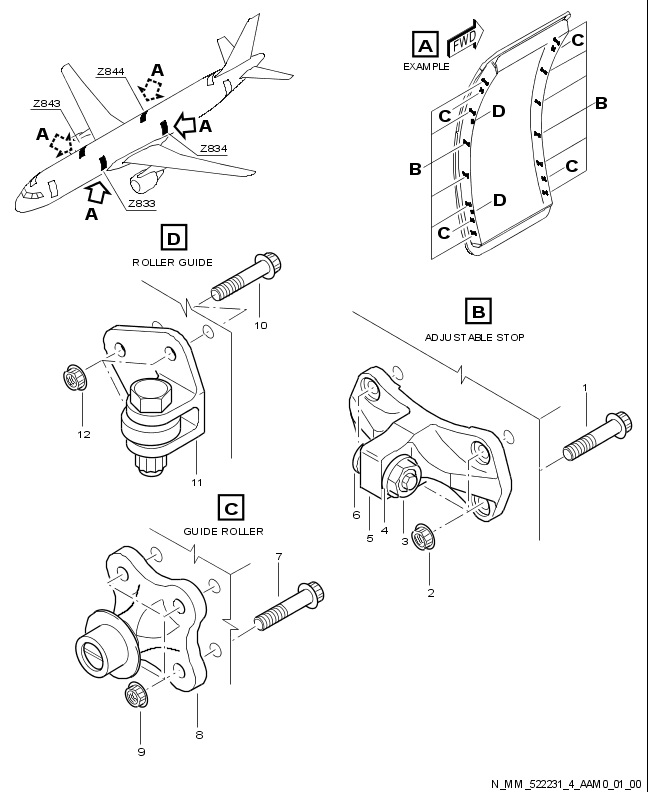 A
Z844
Z843
A
A
Z834
Z833
A
A
FWD
EXAMPLE
C
C
D
B
B
C
D
C
D
ROLLER GUIDE
10
12
11
B
ADJUSTABLE STOP
1
6
5
4
3
2
C
GUIDE ROLLER
7
9
8
N_MM_522231_4_AAM0_01_00